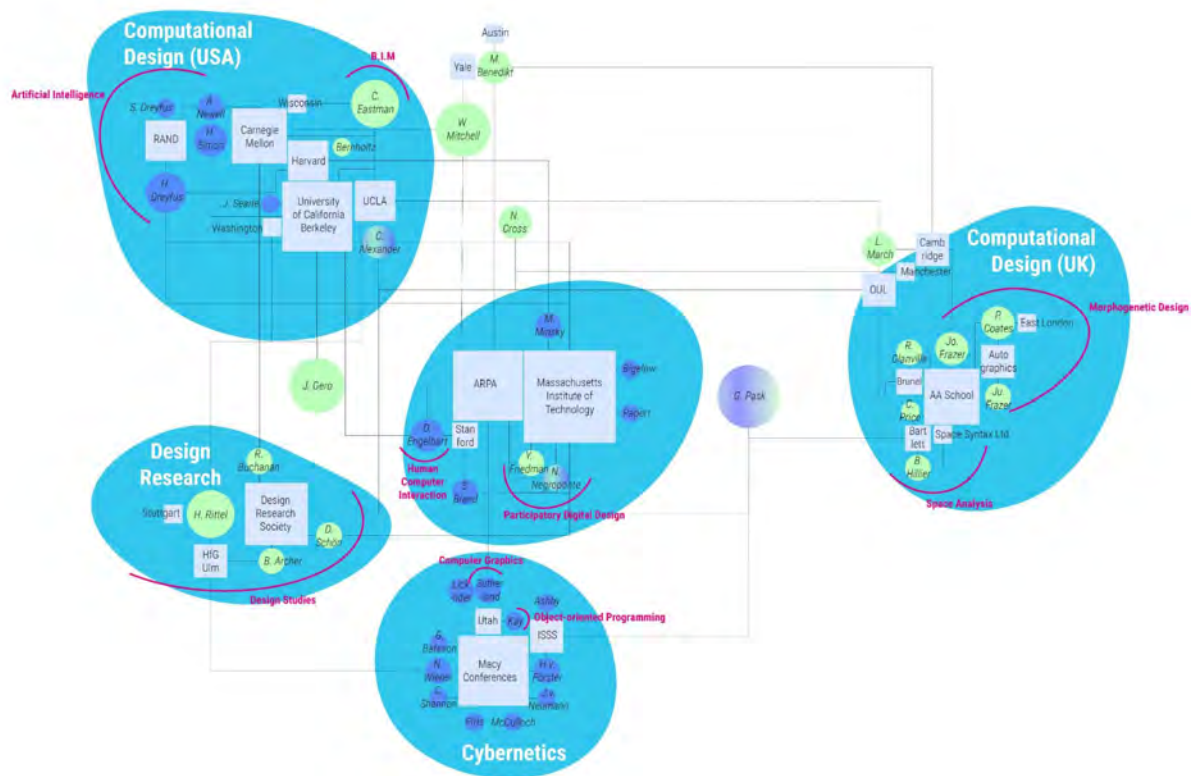 Computational
Design (USA)
B.I.M
Artificial Intelligence
S. Dreyfus
A.
Newell
Wisconsin
C.
Eastman
RAND
H.
Simon
Carnegie
Mellon
Bernholtz
Harvard
H.
Dreyfus
J. Searle
Washington
University
of California
Berkeley
UCLA
C.
Alexander
Austin
Yale
M.
Benedikt
W
Mitchell
N.
Cross
L.
March
Camb
ridge
Manchester
OUL
Computational
Design (UK)
Morphogenetic Design
P.
Coates
East London
R.
Glanville
Jo.
Frazer
Auto
graphics
Brunel
AA School
Ju.
Frazer
C.
Price
Bart
lett
Space Syntax Ltd.
B.
Hillier
Space Analysis
J. Gero
M.
Minsky
ARPA
Massachusetts
Institute of
Technology
Bigelow
Papert
G. Pask
D.
Engelbart
Stan
ford
Y.
Friedman
N.
Negroponte
Human
Computer
Interaction
S.
Brand
Participatory Digital Design
Design
Research
R.
Buchanan
Stuttgart
H. Rittel
Design
Research
Society
D.
Schön
HfG
Ulm
B. Archer
Design Studies
Computer Graphics
Lick
lider
Suther
land
Ashby
Utah
Kay
Object-oriented Programming
ISSS
G.
Bateson
N.
Wiener
Macy
Conferences
H.v.
Förster
C.
Shannon
J.v.
Neumann
McCulloch
Cybernetics